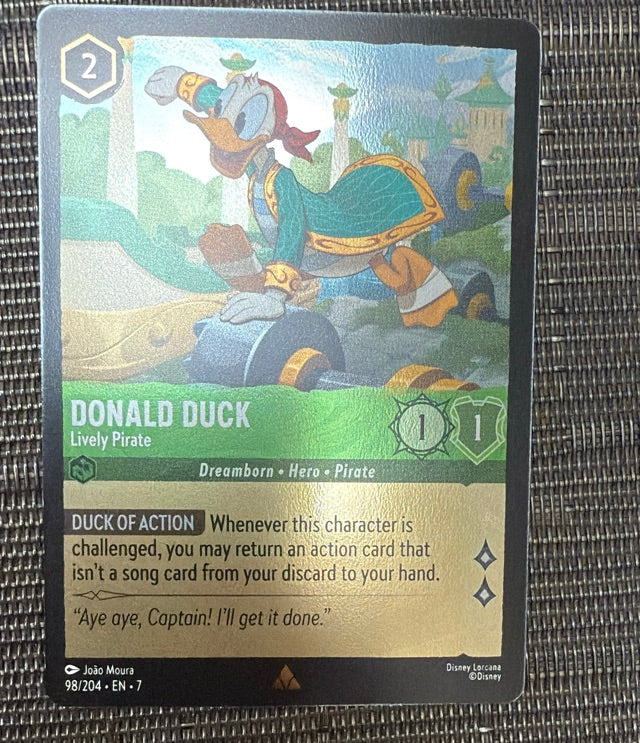 2
DONALD DUCK
Lively Pirate
1 1
Dreamborn • Hero • Pirate
DUCK OF ACTION Whenever this character is
challenged, you may return an action card that
isn't a song card from your discard to your hand.
“Aye aye, Captain! I'll get it done.”
João Moura
98/204 • EN • 7
Disney Lorcana
©Disney